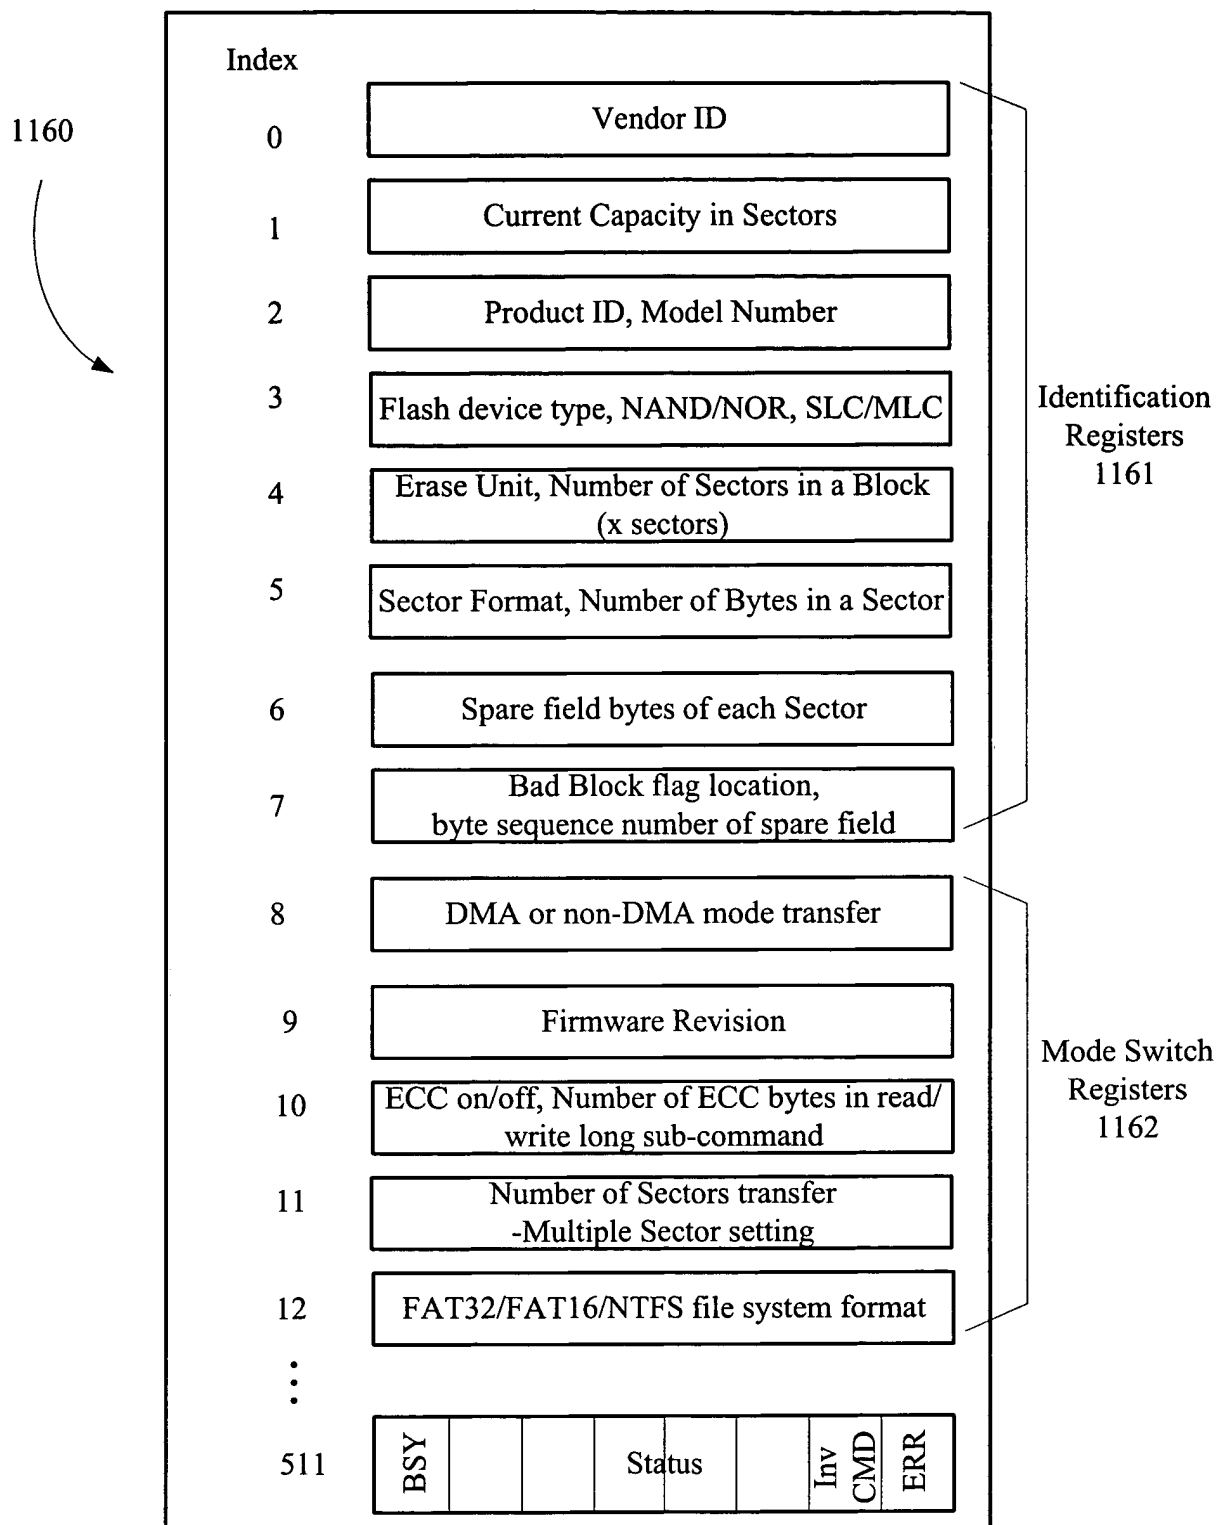 Index
1160
0
Vendor ID
1
Current Capacity in Sectors
2
Product ID, Model Number
3
Flash device type, NAND/NOR, SLC/MLC
4
Erase Unit, Number of Sectors in a Block
(x sectors)
5
Sector Format, Number of Bytes in a Sector
6
Spare field bytes of each Sector
7
Bad Block flag location,
byte sequence number of spare field
Identification
Registers
1161
8
DMA or non-DMA mode transfer
9
Firmware Revision
10
ECC on/off, Number of ECC bytes in read/
write long sub-command
11
Number of Sectors transfer
-Multiple Sector setting
12
FAT32/FAT16/NTFS file system format
Mode Switch
Registers
1162
511
BSY
Status
Inv
CMD
ERR